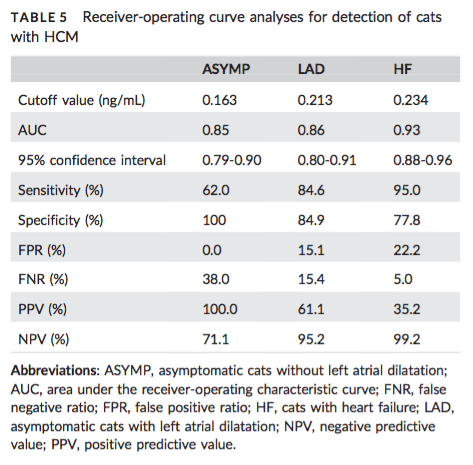 TABLE 5 Receiver-operating curve analyses for detection of cats
with HCM
ASYMP LAD HF
Cutoff value (ng/mL) 0.163 0.213 0.234
AUC 0.85 0.86 0.93
95% confidence interval 0.79-0.90 0.80-0.91 0.88-0.96
Sensitivity (%) 62.0 84.6 95.0
Specificity (%) 100 84.9 77.8
FPR (%) 0.0 15.1 22.2
FNR (%) 38.0 15.4 5.0
PPV (%) 100.0 61.1 35.2
NPV (%) 71.1 95.2 99.2
Abbreviations: ASYMP, asymptomatic cats without left atrial dilatation;
AUC, area under the receiver-operating characteristic curve; FNR, false
negative ratio; FPR, false positive ratio; HF, cats with heart failure; LAD,
asymptomatic cats with left atrial dilatation; NPV, negative predictive
value; PPV, positive predictive value.